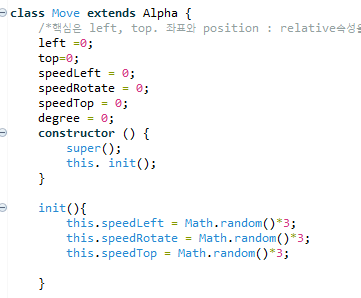 class Move extends Alpha {
/*핵심은 left, top. 좌표와 position : relative속성을
left =0;
top=0;
speedLeft = 0;
speedRotate = 0;
speedTop = 0;
degree = 0;
constructor () {
super();
this. init();
}
init(){
this.speedLeft = Math.random()*3;
this.speedRotate = Math.random()*3;
this.speedTop = Math.random()*3;
}